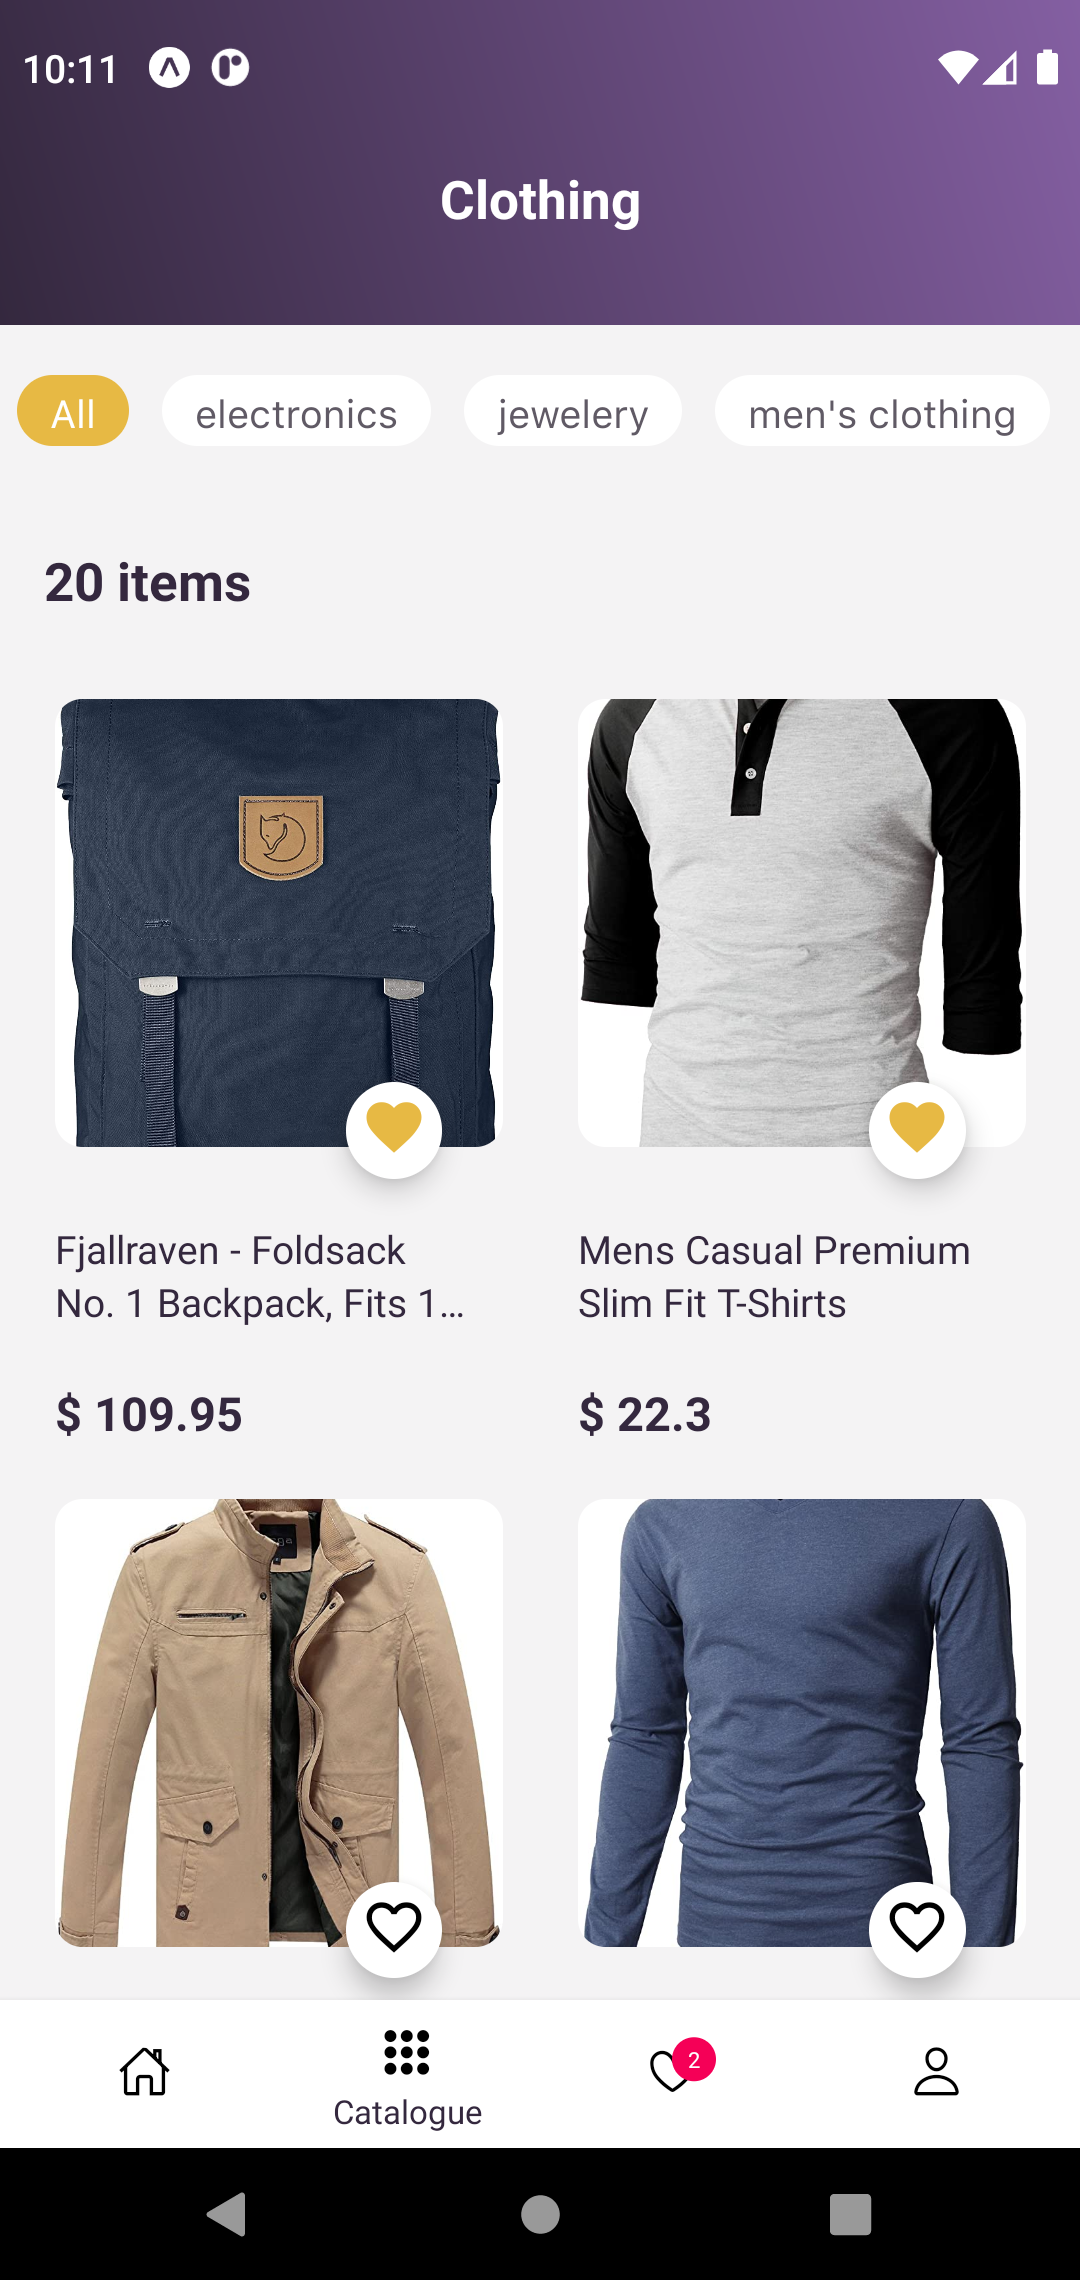 10:11
Clothing
All electronics jewelery men's clothing
20 items
Fjallraven - Foldsack
No. 1 Backpack, Fits 1...
Mens Casual Premium
Slim Fit T-Shirts
$ 109.95
$ 22.3
2
Catalogue